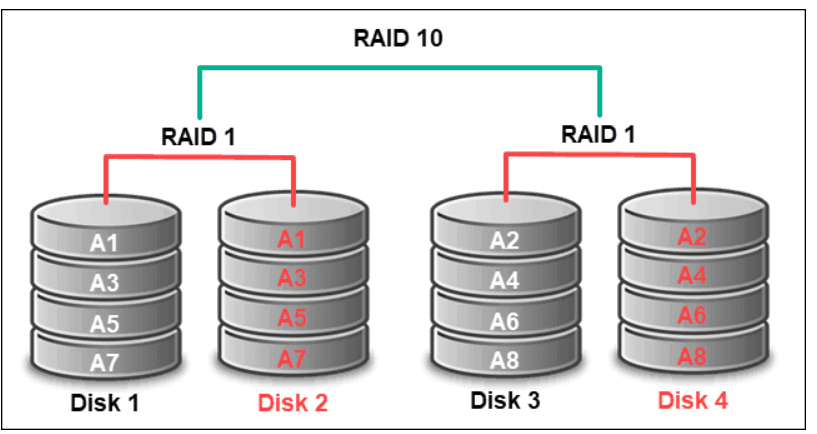 RAID 10
RAID 1 RAID 1
A1 A1 A2 A2
A3 A3 A4 A4
A5 A5 A6 A6
A7 A7 A8 A8
Disk 1 Disk 2 Disk 3 Disk 4